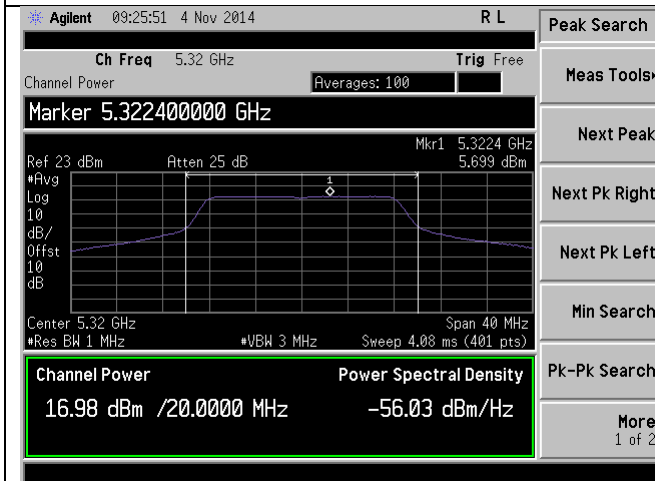 Agilent 09:25:51 4 Nov 2014 R L
Ch Freq 5.32 GHz Trig Free
Channel Power Averages: 100
Marker 5.322400000 GHz
Mkr1 5.3224 GHz
Ref 23 dBm Atten 25 dB 5.699 dBm
#Avg
Log
10
dB/
Offst
10
dB
1
Center 5.32 GHz Span 40 MHz
#Res BW 1 MHz #VBW 3 MHz Sweep 4.08 ms (401 pts)
Channel Power Power Spectral Density
16.98 dBm /20.0000 MHz -56.03 dBm/Hz
Peak Search
Meas Tools
Next Peak
Next Pk Right
Next Pk Left
Min Search
Pk-Pk Search
More
1 of 2